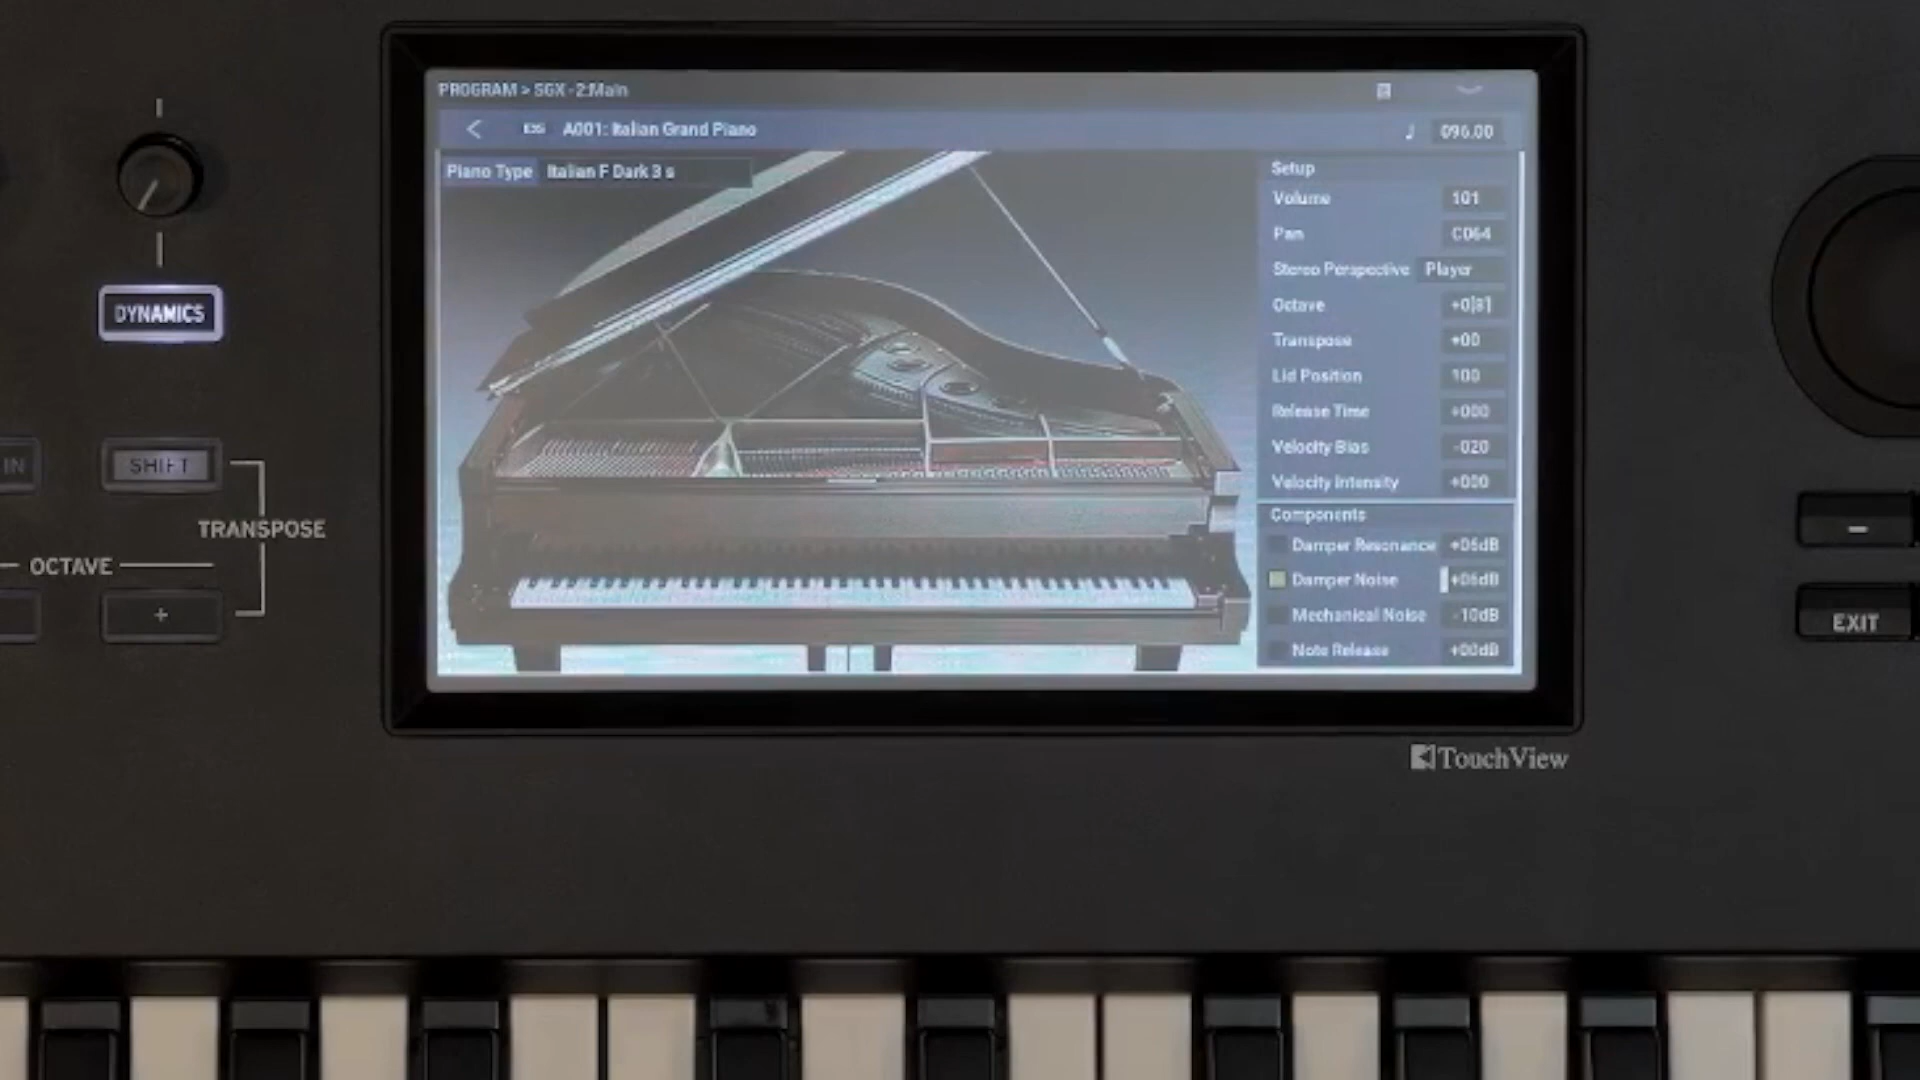 PROGRAM > SGX-2:Main
A001: Italian Grand Piano
096.00
Piano Type Italian F Dark 3 s
Setup
Volume 101
Pan C064
Stereo Perspective Player
Octave +0[8']
Transpose +00
Lid Position 100
Release Time +000
Velocity Bias -020
Velocity Intensity +000
Components
Damper Resonance +06dB
Damper Noise +06dB
Mechanical Noise -10dB
Note Release +00dB
TouchView
DYNAMICS
IN
SHIFT
TRANSPOSE
OCTAVE
+
-
EXIT